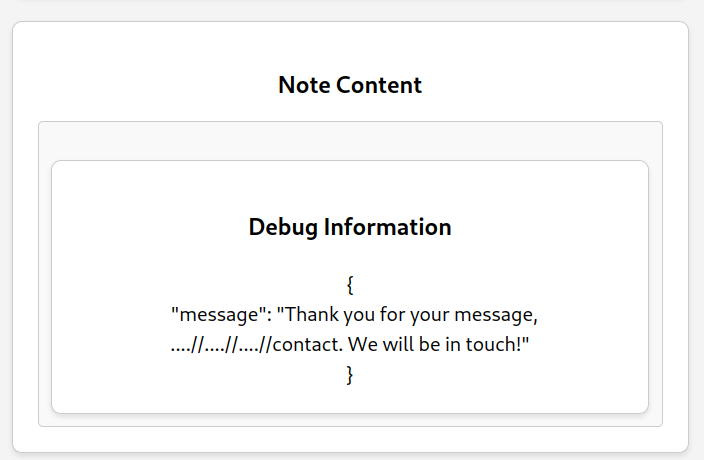 Note Content
Debug Information
{
"message": "Thank you for your message,
....//....//....//contact. We will be in touch!"
}